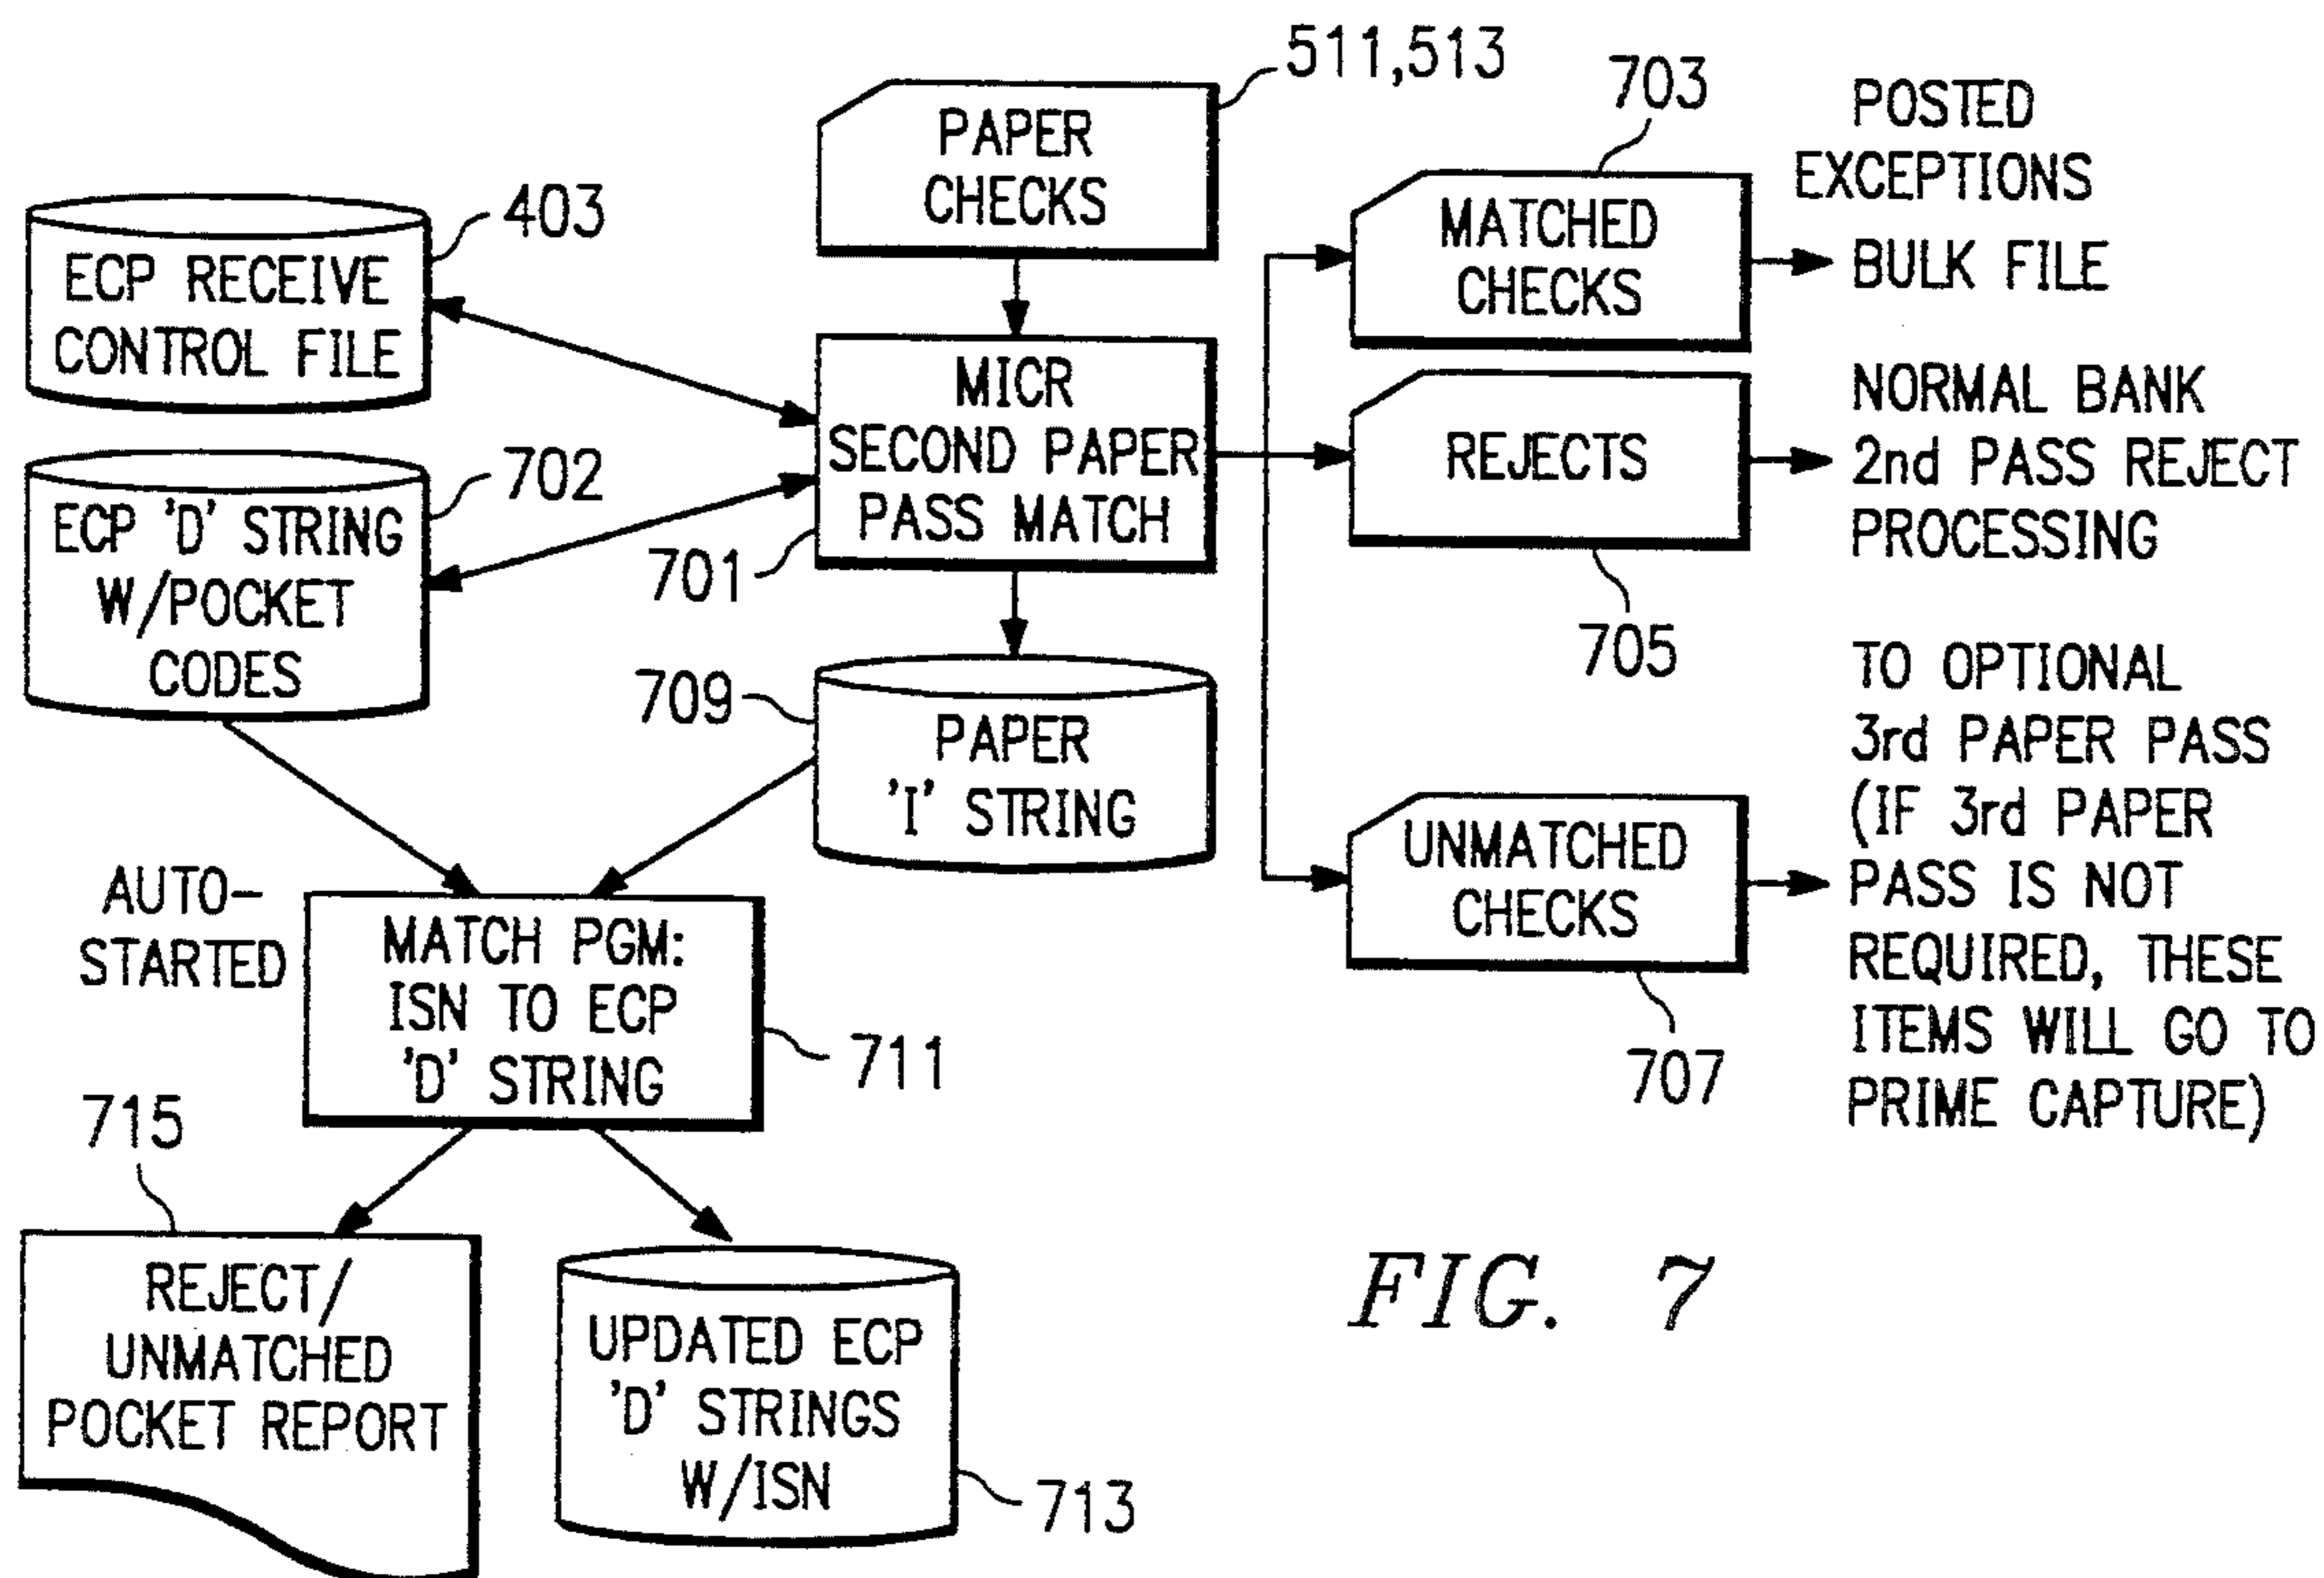 511,513
PAPER
CHECKS
703
MATCHED
CHECKS
POSTED
EXCEPTIONS
BULK FILE
403
ECP RECEIVE
CONTROL FILE
MICR
SECOND PAPER
PASS MATCH
701
REJECTS
705
NORMAL BANK
2nd PASS REJECT
PROCESSING
702
ECP 'D' STRING
W/POCKET
CODES
709
PAPER
'I' STRING
UNMATCHED
CHECKS
707
TO OPTIONAL
3rd PAPER PASS
(IF 3rd PAPER
PASS IS NOT
REQUIRED, THESE
ITEMS WILL GO TO
PRIME CAPTURE)
AUTO-
STARTED
MATCH PGM:
ISN TO ECP
'D' STRING
711
715
REJECT/
UNMATCHED
POCKET REPORT
UPDATED ECP
'D' STRINGS
W/ISN
713
FIG. 7